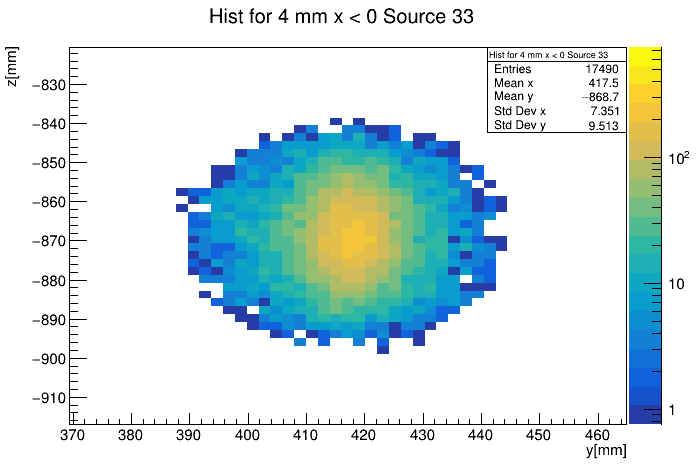 Hist for 4 mm x < 0 Source 33
z[mm]
Hist for 4 mm x < 0 Source 33
Entries 17490
Mean x 417.5
Mean y −868.7
Std Dev x 7.351
Std Dev y 9.513
−830
−840
−850
−860
−870
−880
−890
−900
−910
10²
10
1
370 380 390 400 410 420 430 440 450 460
y[mm]